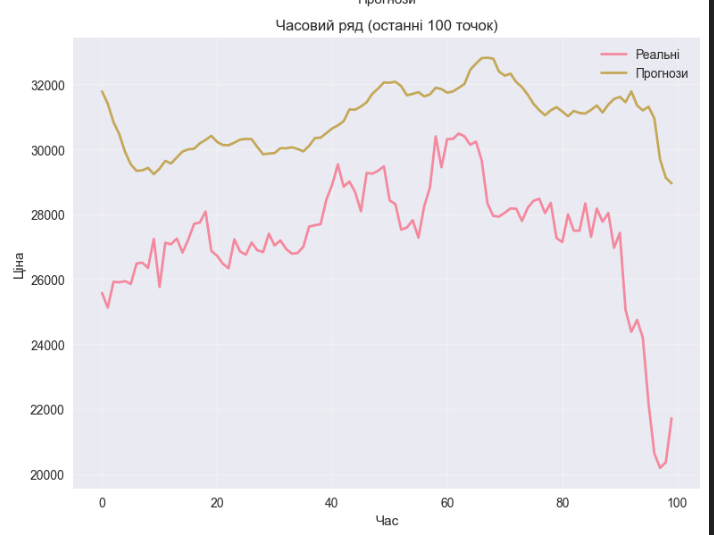 Прогнози
Часовий ряд (останні 100 точок)
Реальні
Прогнози
32000
30000
28000
26000
24000
22000
20000
Ціна
0 20 40 60 80 100
Час